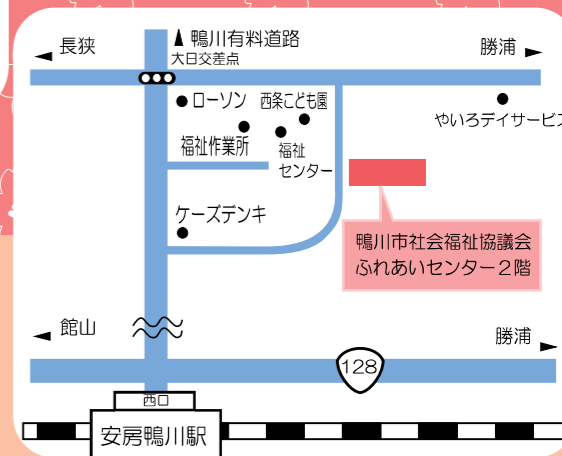 鴨川有料道路
長狭
勝浦
大日交差点
ローソン
西条こども園
やいろデイサービス
福祉作業所
福祉
センター
ケーズデンキ
鴨川市社会福祉協議会
ふれあいセンター２階
館山
勝浦
128
西口
安房鴨川駅